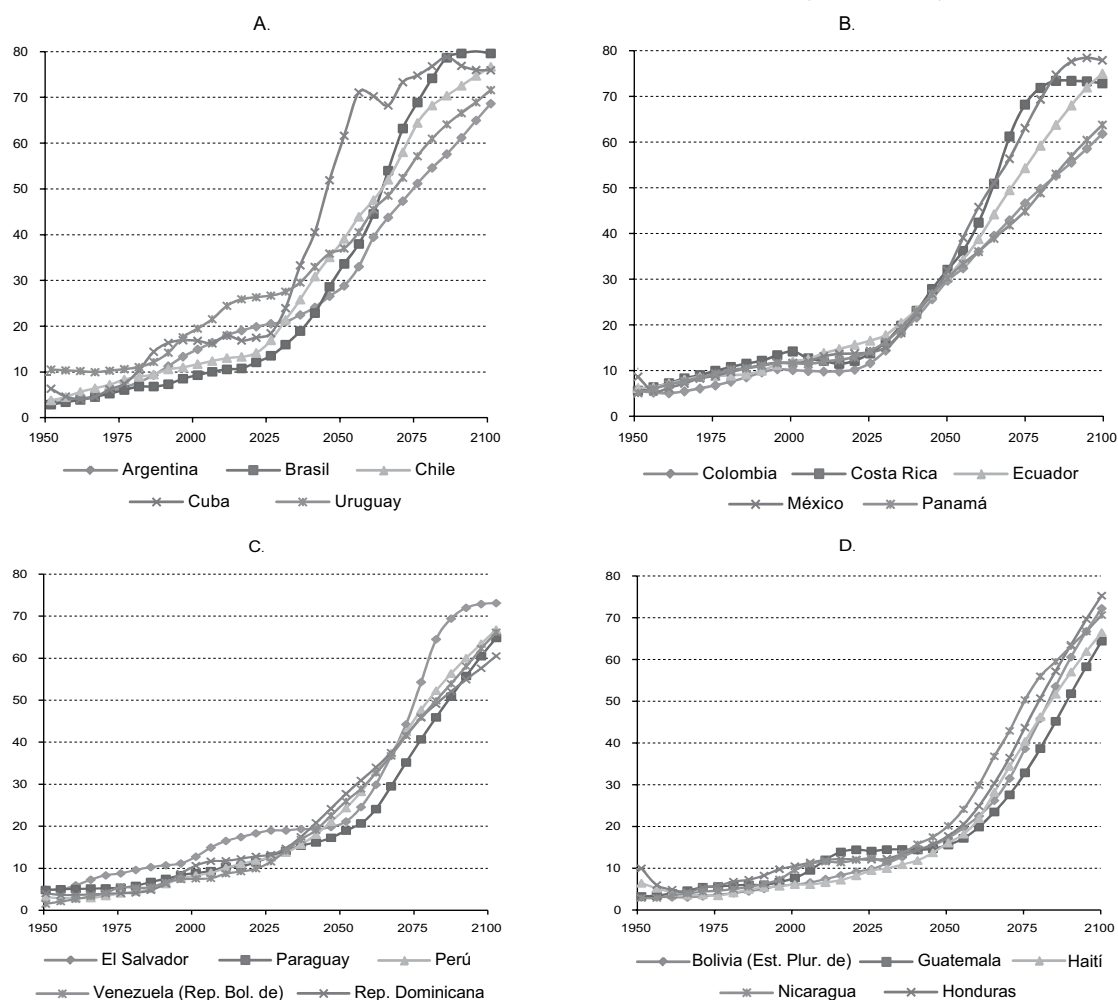 A.
80
70
60
50
40
30
20
10
0
1950 1975 2000 2025 2050 2075 2100
Argentina Brasil Chile
Cuba Uruguay
B.
80
70
60
50
40
30
20
10
0
1950 1975 2000 2025 2050 2075 2100
Colombia Costa Rica Ecuador
México Panamá
C.
80
70
60
50
40
30
20
10
0
1950 1975 2000 2025 2050 2075 2100
El Salvador Paraguay Perú
Venezuela (Rep. Bol. de) Rep. Dominicana
D.
80
70
60
50
40
30
20
10
0
1950 1975 2000 2025 2050 2075 2100
Bolivia (Est. Plur. de) Guatemala Haití
Nicaragua Honduras